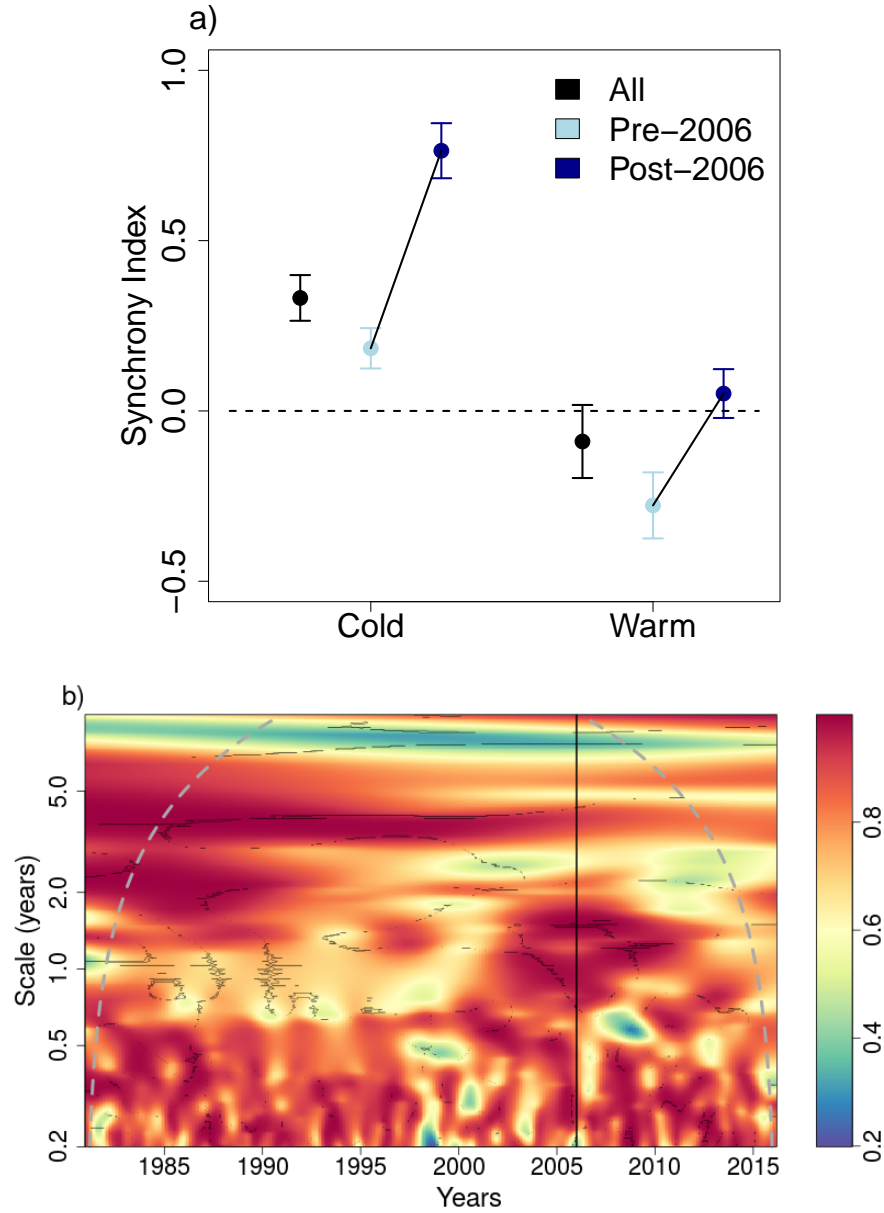 a)
Synchrony Index
1.0
0.5
0.0
−0.5
All
Pre−2006
Post−2006
Cold Warm
b)
Scale (years)
5.0
2.0
1.0
0.5
0.2
1985 1990 1995 2000 2005 2010 2015
Years
0.8
0.6
0.4
0.2